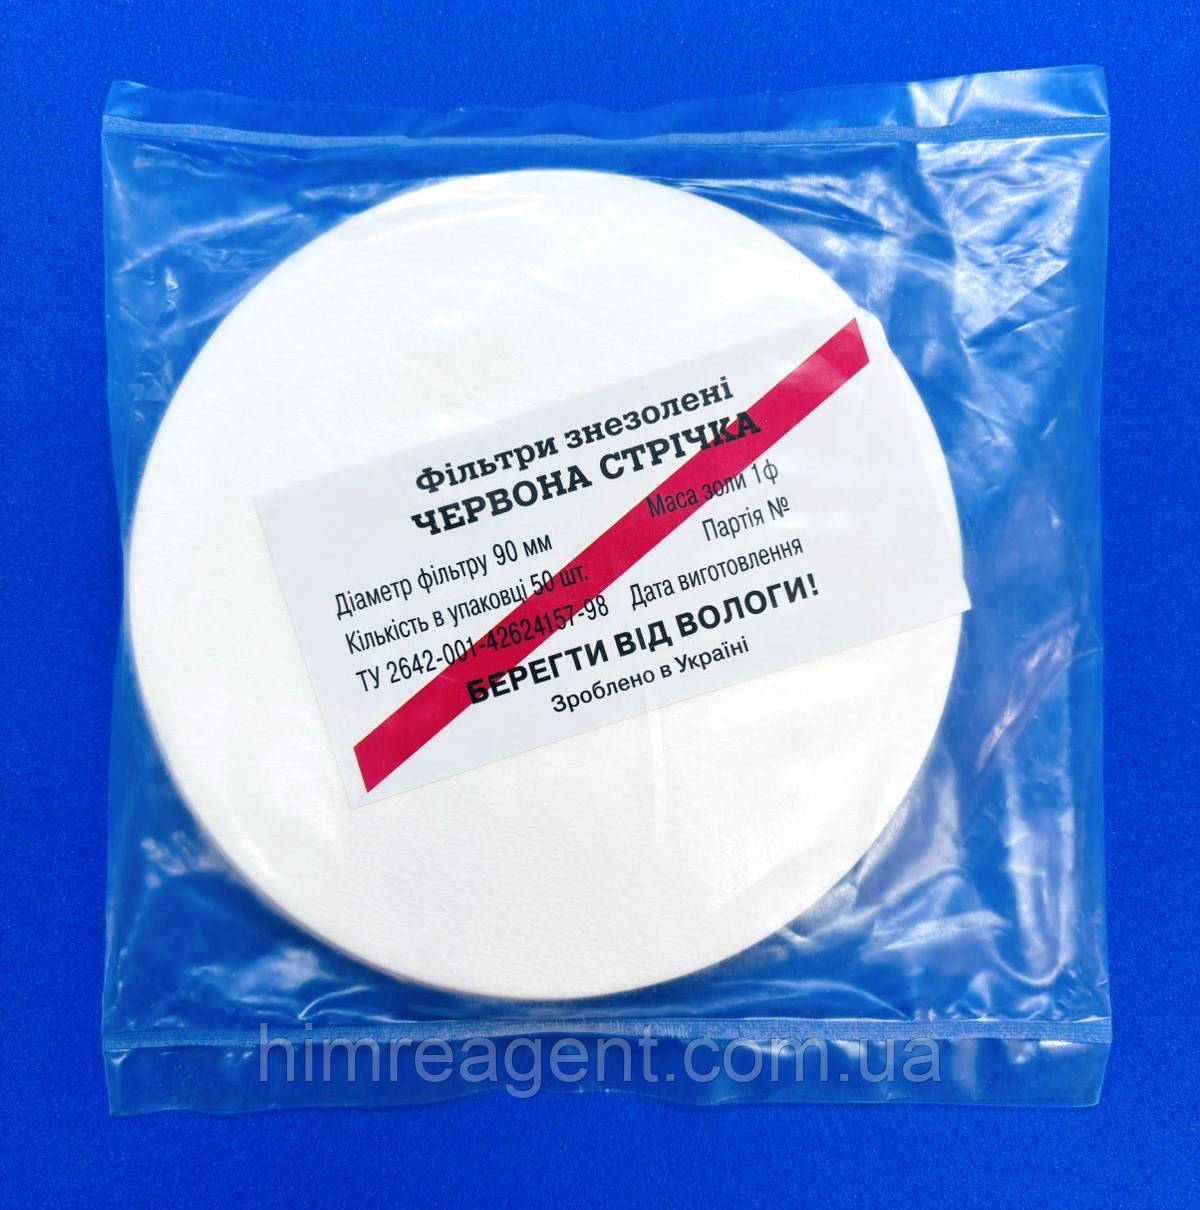 Фільтри знезолені
ЧЕРВОНА СТРІЧКА
Діаметр фільтру 90 мм
Маса золи 1ф
Кількість в упаковці 50 шт.
Партія №
ТУ 2642-001-42624157-98
Дата виготовлення
БЕРЕГТИ ВІД ВОЛОГИ!
Зроблено в Україні
himreagent.com.ua